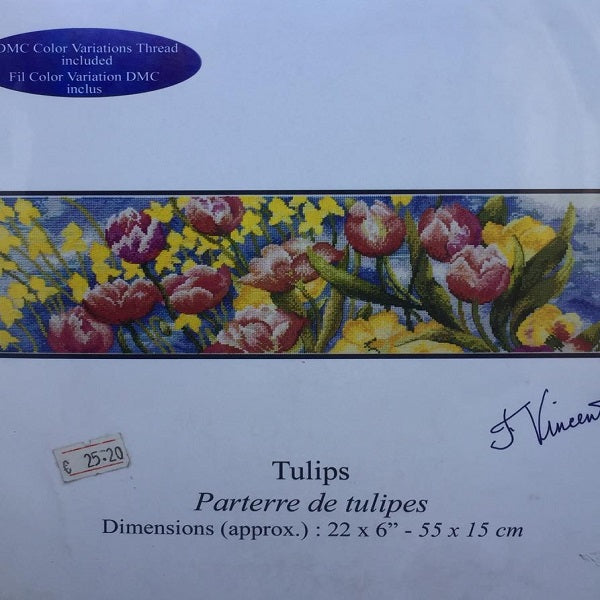 DMC Color Variations Thread
included
Fil Color Variation DMC
inclus
F Vincent
€ 25.20
Tulips
Parterre de tulipes
Dimensions (approx.) : 22 x 6” - 55 x 15 cm